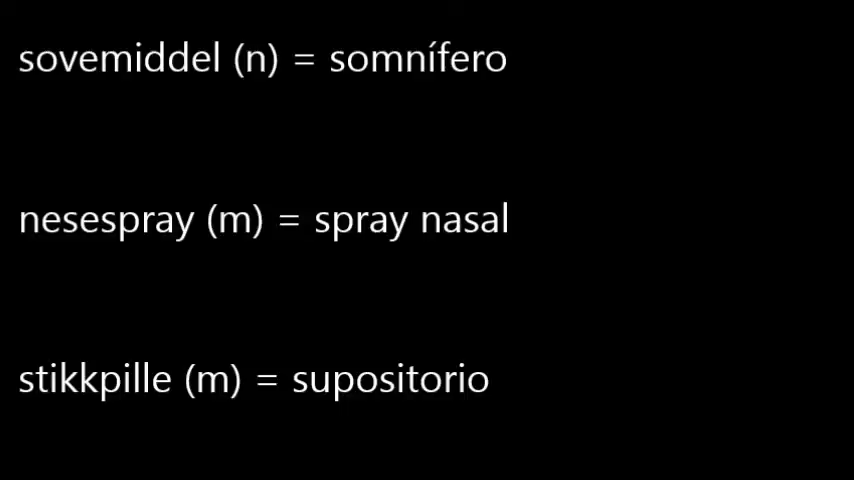 sovemiddel (n) = somnífero
nesespray (m) = spray nasal
stikkpille (m) = supositorio